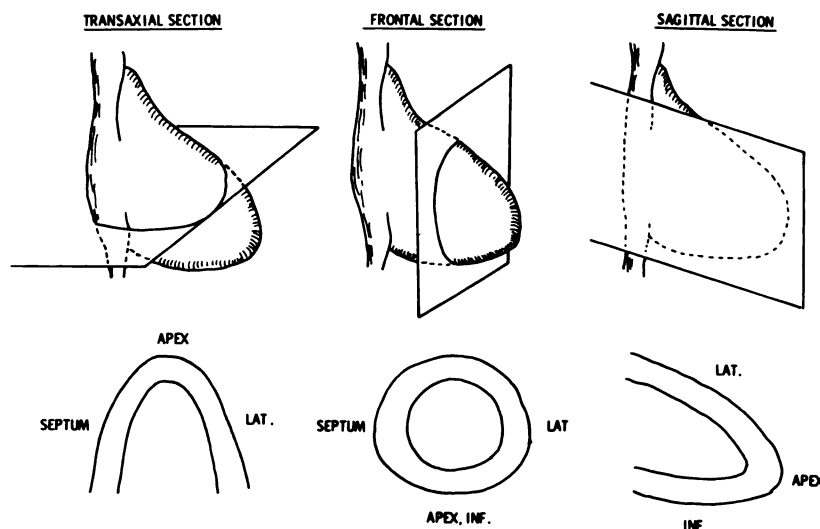 TRANSAXIAL SECTION
FRONTAL SECTION
SAGITTAL SECTION
APEX
SEPTUM
LAT.
SEPTUM
LAT
APEX, INF.
LAT.
APEX
INF